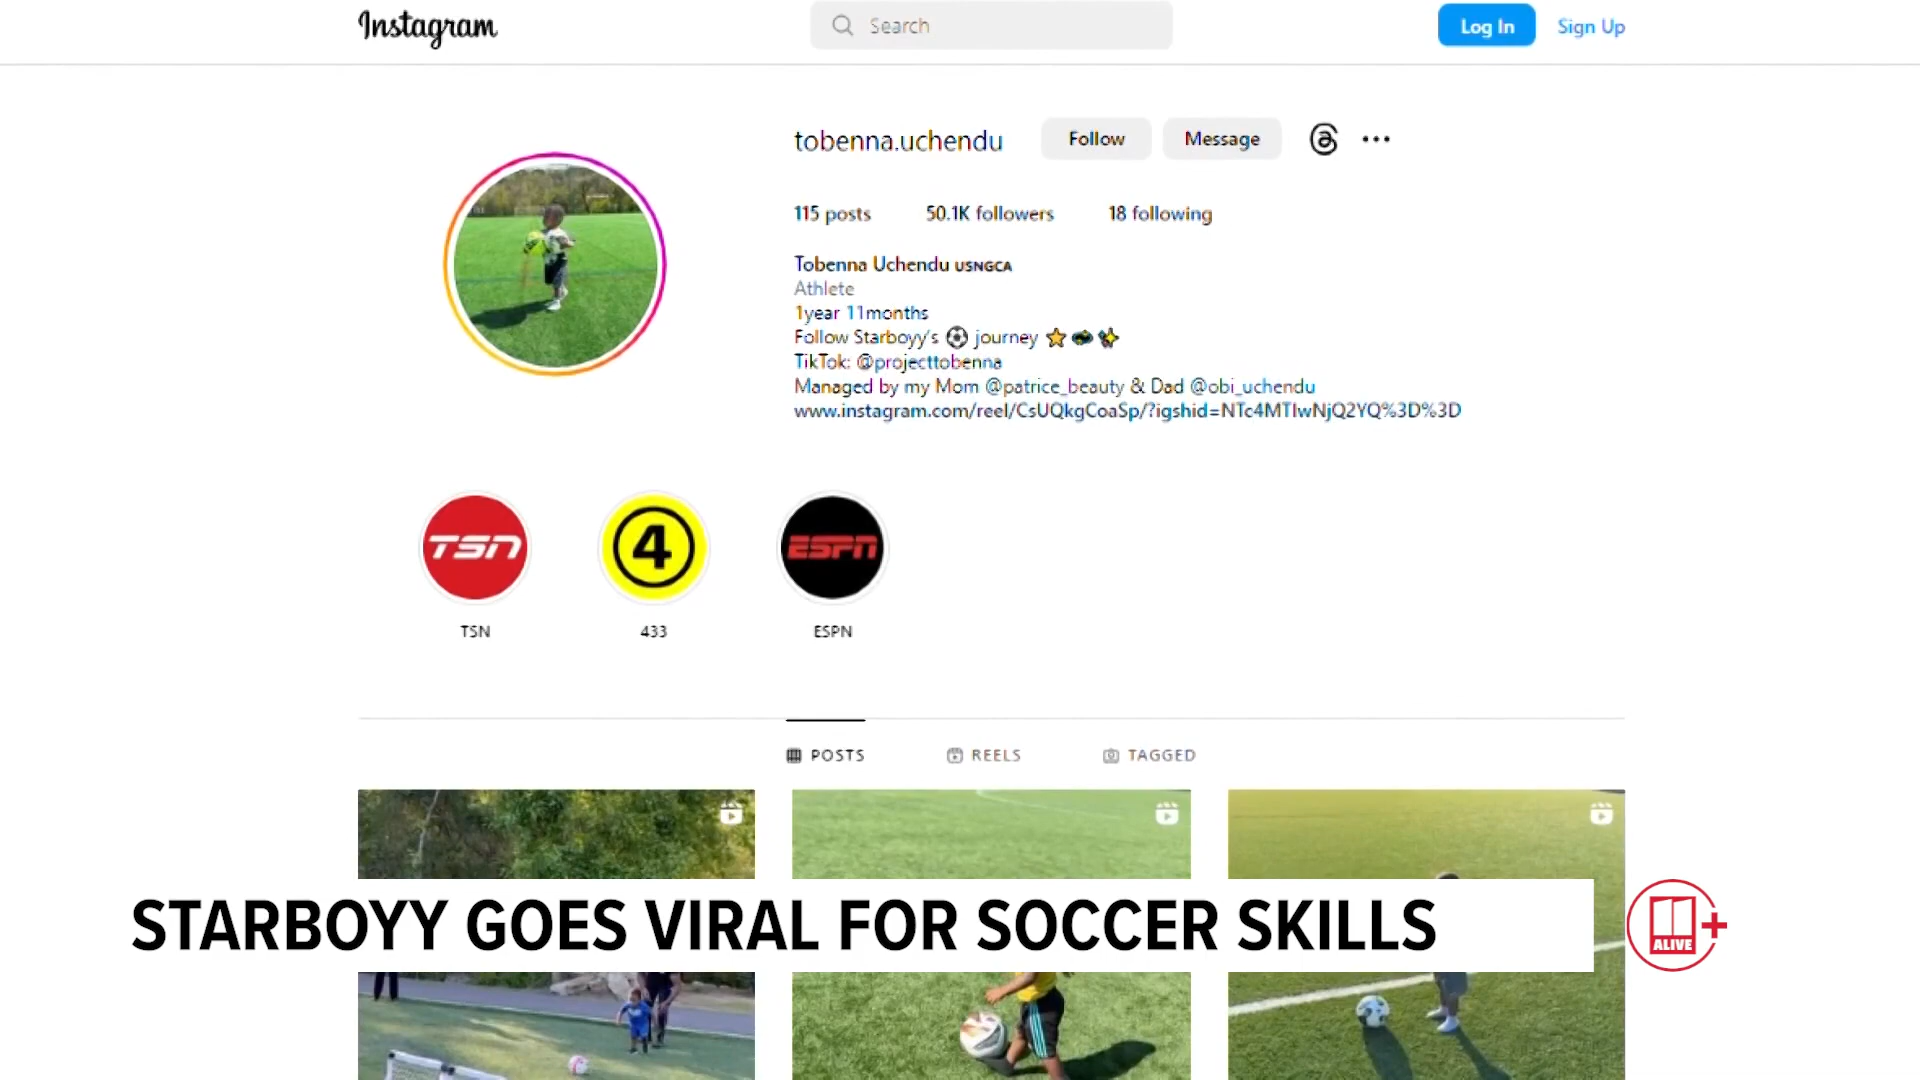 Instagram
Search
Log In
Sign Up
tobenna.uchendu
Follow
Message
115 posts
50.1K followers
18 following
Tobenna Uchendu USNGCA
Athlete
1year 11months
Follow Starboyy's ⚽ journey ⭐
TikTok: @projecttobenna
Managed by my Mom @patrice_beauty & Dad @obi_uchendu
www.instagram.com/reel/CsUQkgCoaSp/?igshid=NTc4MTIwNjQ2YQ%3D%3D
TSN
4
ESPN
TSN
433
ESPN
POSTS
REELS
TAGGED
STARBOYY GOES VIRAL FOR SOCCER SKILLS
11 ALIVE+